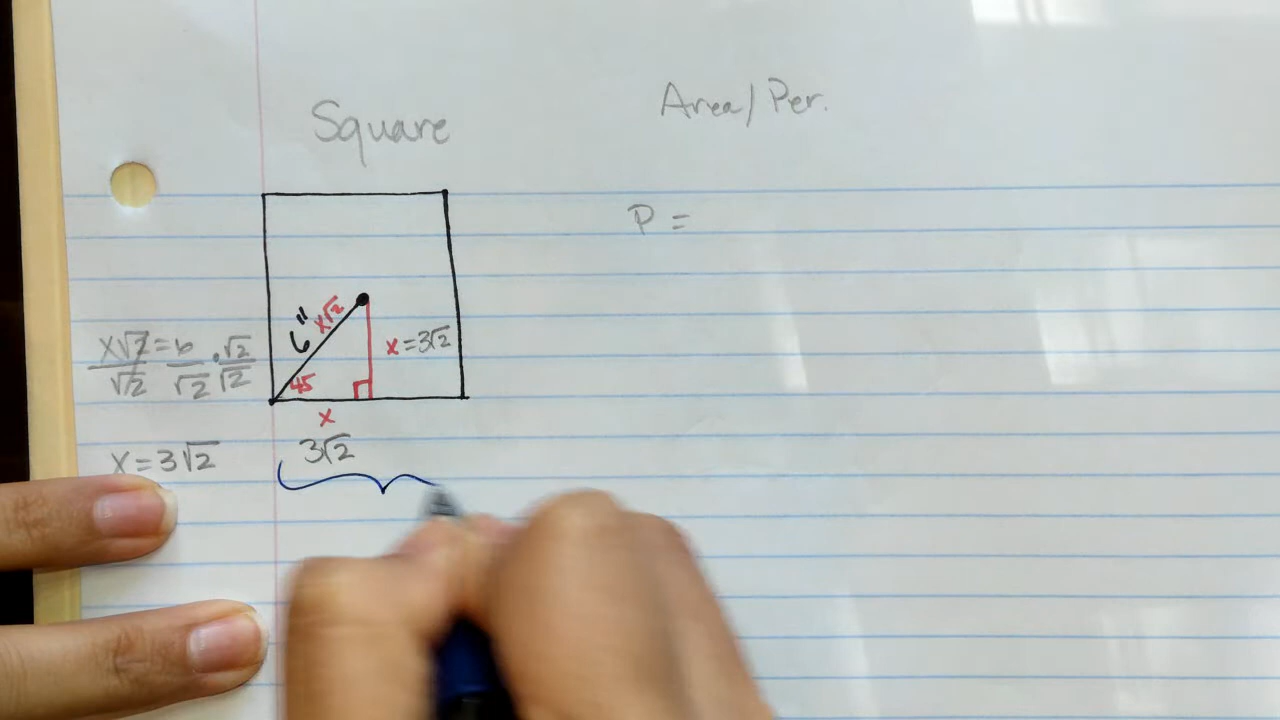 Square
Area/Per.
P =
6" x√2
x√2 = 6 · √2
√2 √2 √2
x = 3√2
45
x
3√2
x = 3√2